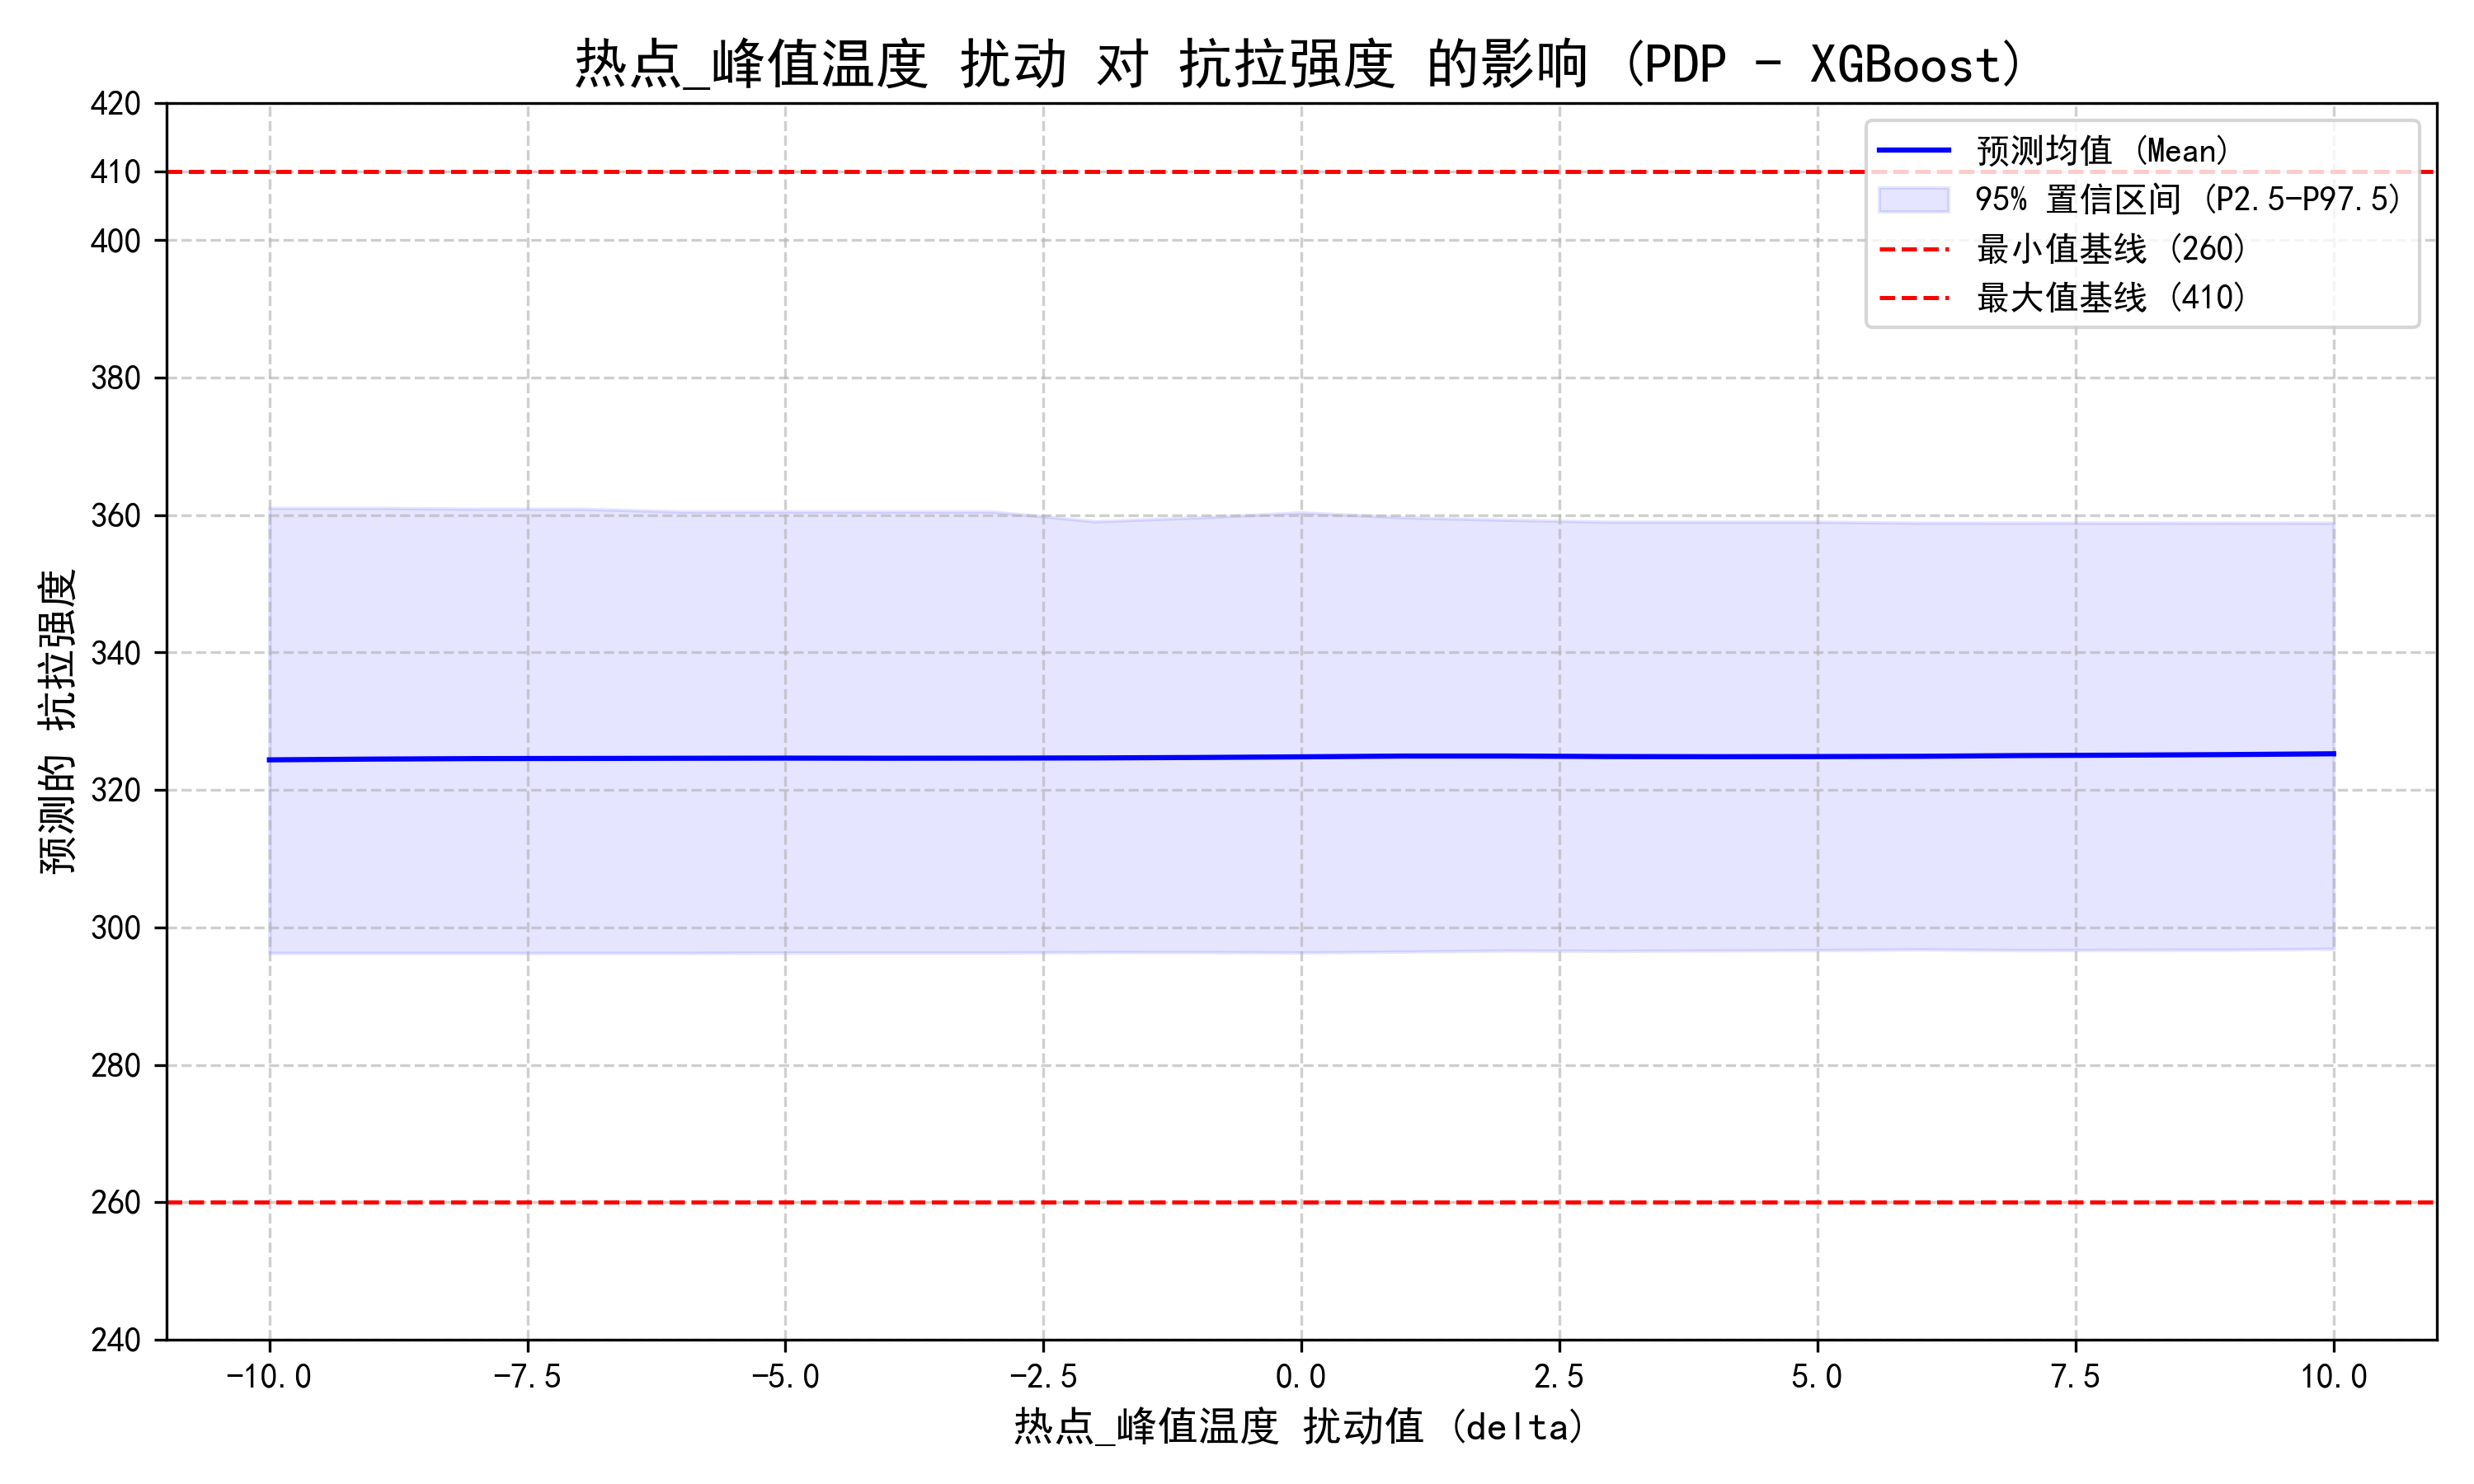 热点_峰值温度 扰动 对 抗拉强度 的影响 (PDP - XGBoost)
预测均值 (Mean)
95% 置信区间 (P2.5-P97.5)
最小值基线 (260)
最大值基线 (410)
预测的 抗拉强度
420
410
400
380
360
340
320
300
280
260
240
-10.0 -7.5 -5.0 -2.5 0.0 2.5 5.0 7.5 10.0
热点_峰值温度 扰动值 (delta)